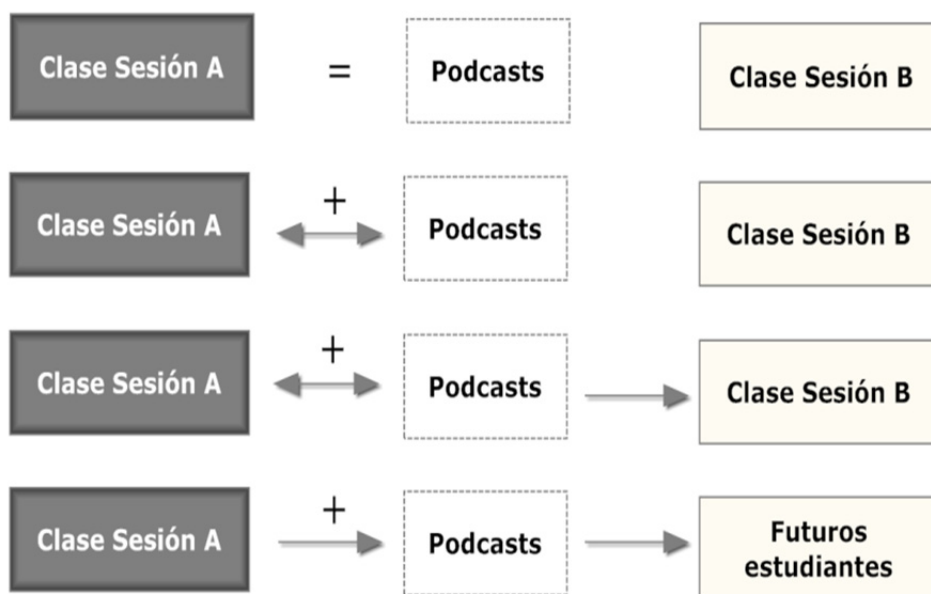 Clase Sesión A = Podcasts Clase Sesión B
+
Clase Sesión A Podcasts Clase Sesión B
+
Clase Sesión A Podcasts Clase Sesión B
+
Clase Sesión A Podcasts Futuros
estudiantes